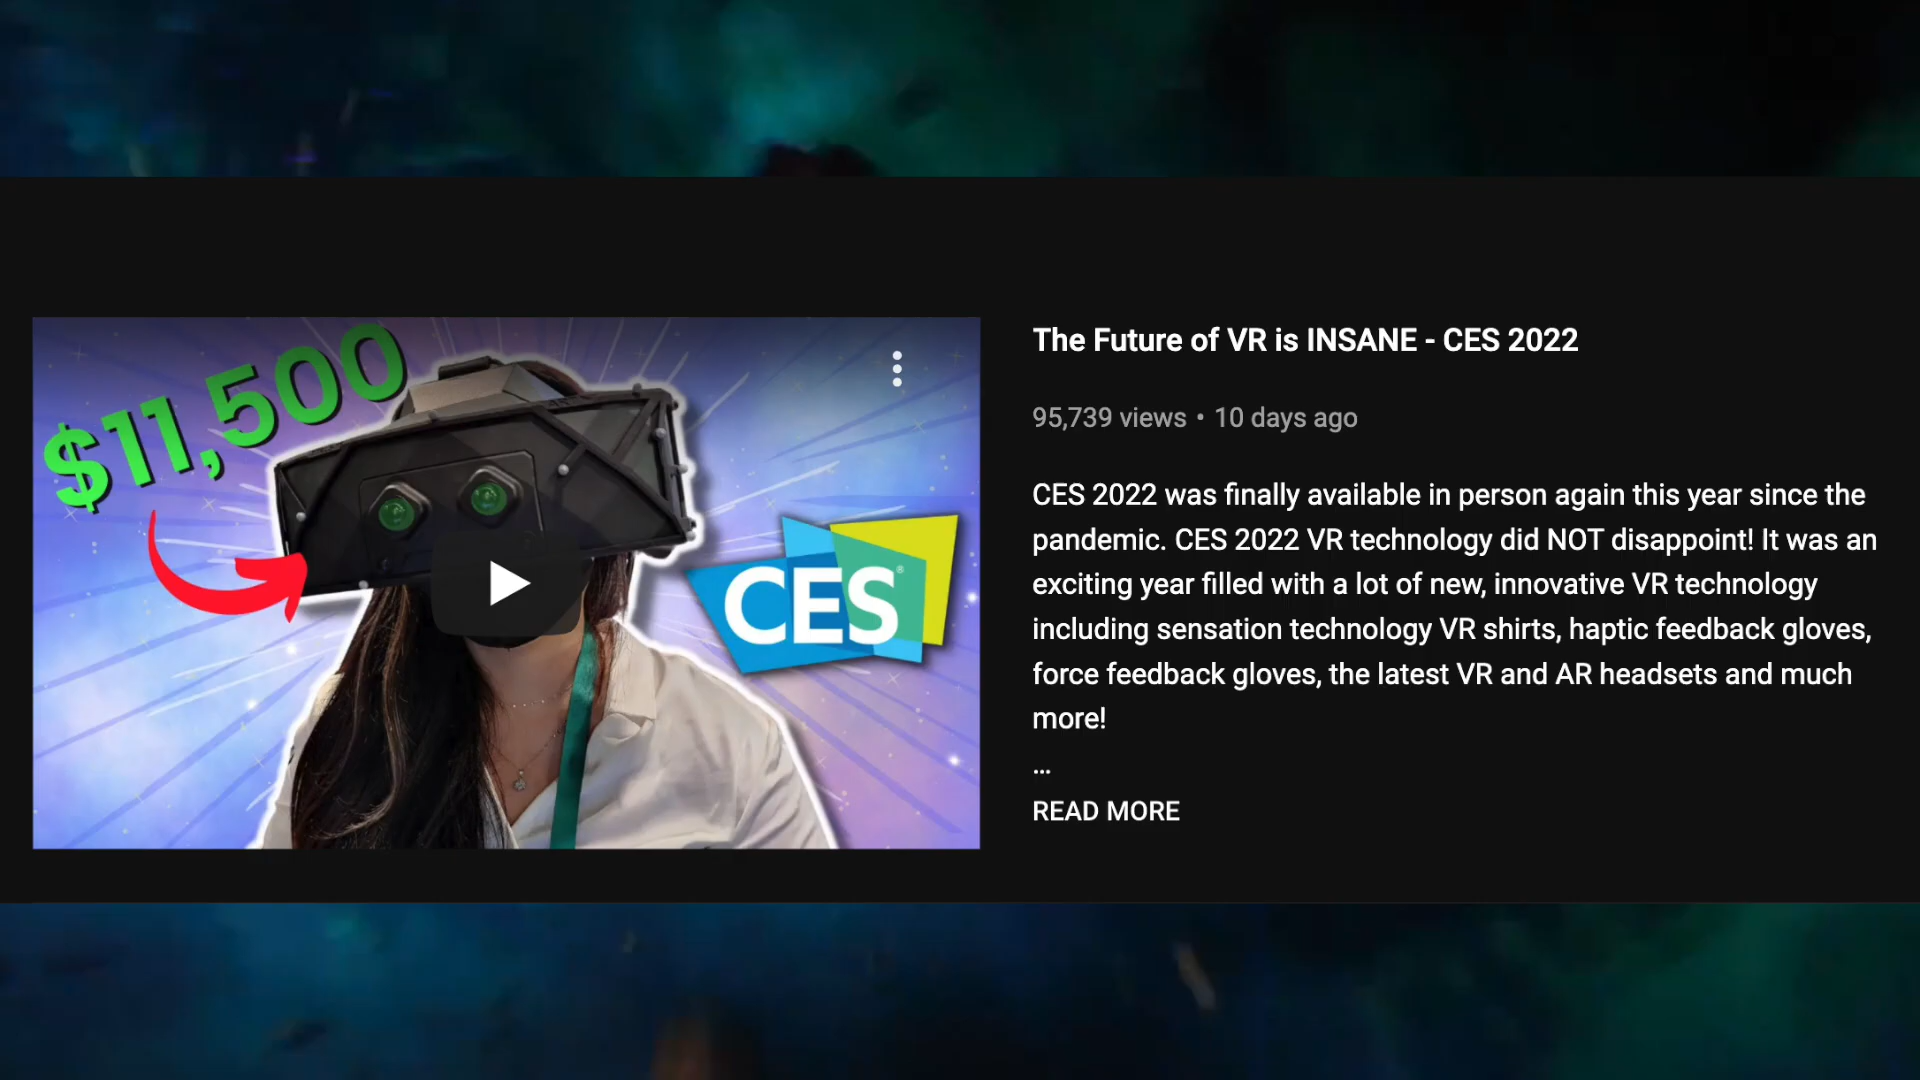 $11,500
CES
The Future of VR is INSANE - CES 2022
95,739 views • 10 days ago
CES 2022 was finally available in person again this year since the
pandemic. CES 2022 VR technology did NOT disappoint! It was an
exciting year filled with a lot of new, innovative VR technology
including sensation technology VR shirts, haptic feedback gloves,
force feedback gloves, the latest VR and AR headsets and much
more!
...
READ MORE